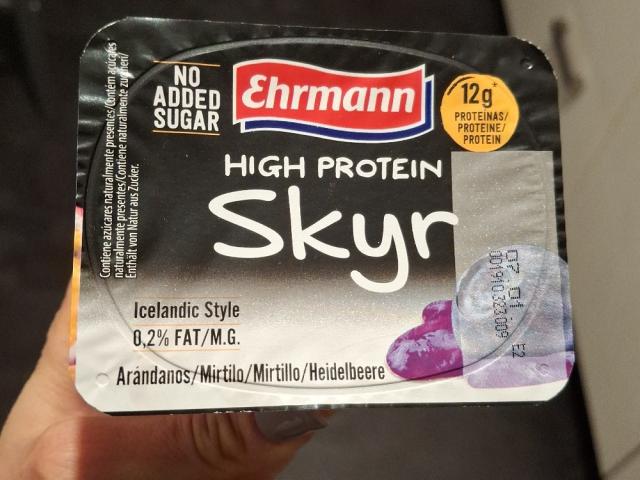 NO
ADDED
SUGAR
Ehrmann
12g*
PROTEÍNAS/
PROTEINE/
PROTEIN
HIGH PROTEIN
Skyr
Icelandic Style
0,2% FAT/M.G.
Arándanos/Mirtilo/Mirtillo/Heidelbeere
Contiene azúcares naturalmente presentes/Contém açúcares
naturalmente presentes/Contiene naturalmente zuccheri/
Enthält von Natur aus Zucker.
E2